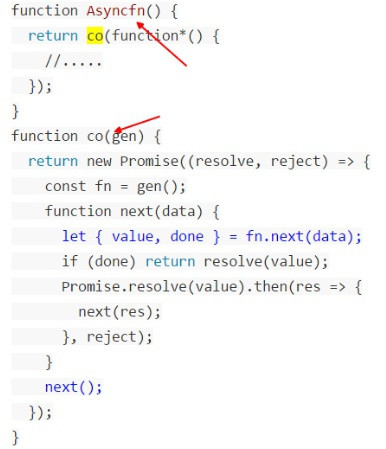 function Asyncfn() {
  return co(function*() {
    //.....
  });
}
function co(gen) {
  return new Promise((resolve, reject) => {
    const fn = gen();
    function next(data) {
      let { value, done } = fn.next(data);
      if (done) return resolve(value);
      Promise.resolve(value).then(res => {
        next(res);
      }, reject);
    }
    next();
  });
}